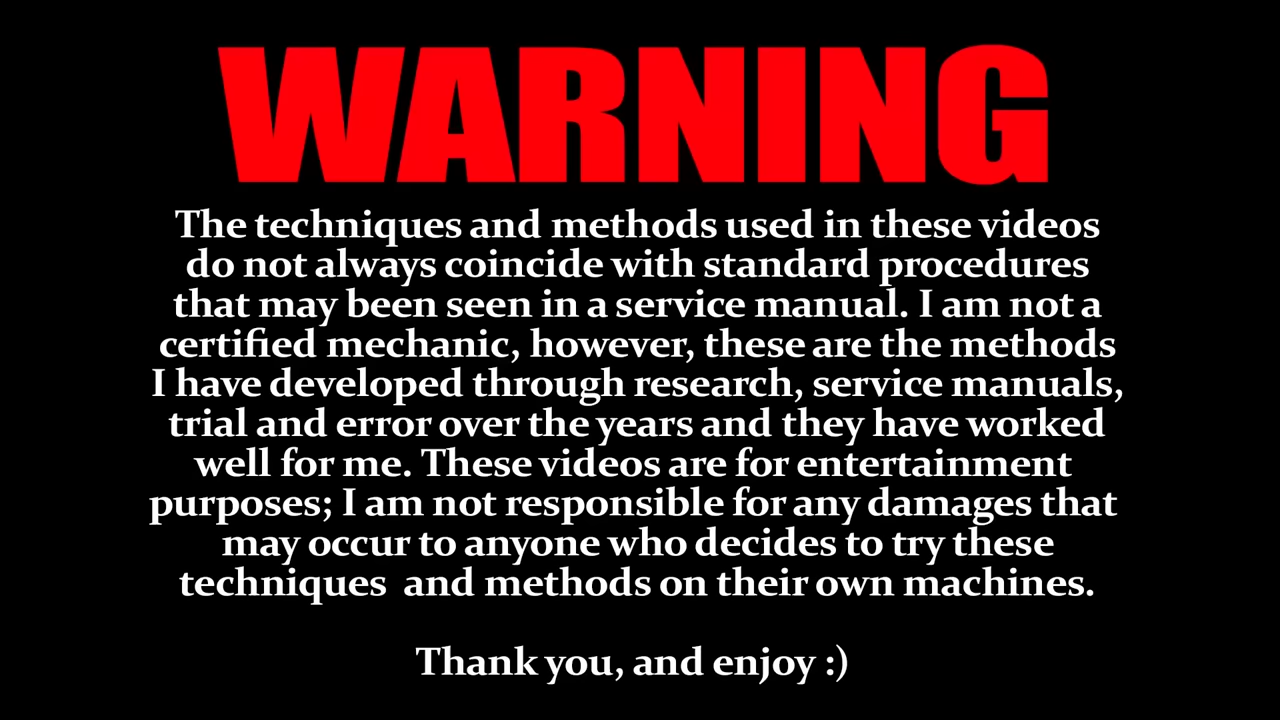 WARNING
The techniques and methods used in these videos
do not always coincide with standard procedures
that may been seen in a service manual. I am not a
certified mechanic, however, these are the methods
I have developed through research, service manuals,
trial and error over the years and they have worked
well for me. These videos are for entertainment
purposes; I am not responsible for any damages that
may occur to anyone who decides to try these
techniques  and methods on their own machines.
Thank you, and enjoy :)